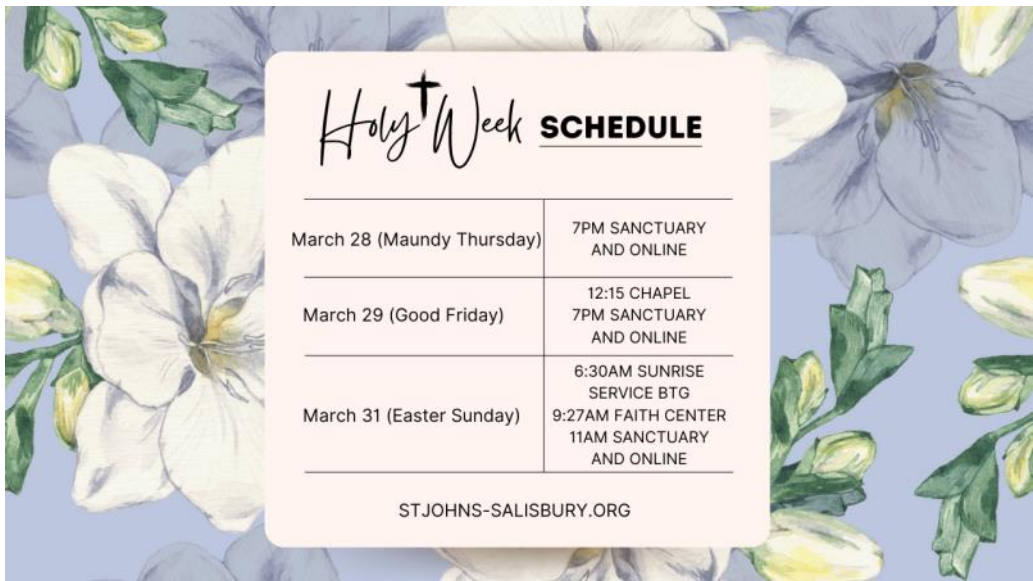 Holy Week SCHEDULE
March 28 (Maundy Thursday)
7PM SANCTUARY
AND ONLINE
March 29 (Good Friday)
12:15 CHAPEL
7PM SANCTUARY
AND ONLINE
March 31 (Easter Sunday)
6:30AM SUNRISE
SERVICE BTG
9:27AM FAITH CENTER
11AM SANCTUARY
AND ONLINE
STJOHNS-SALISBURY.ORG